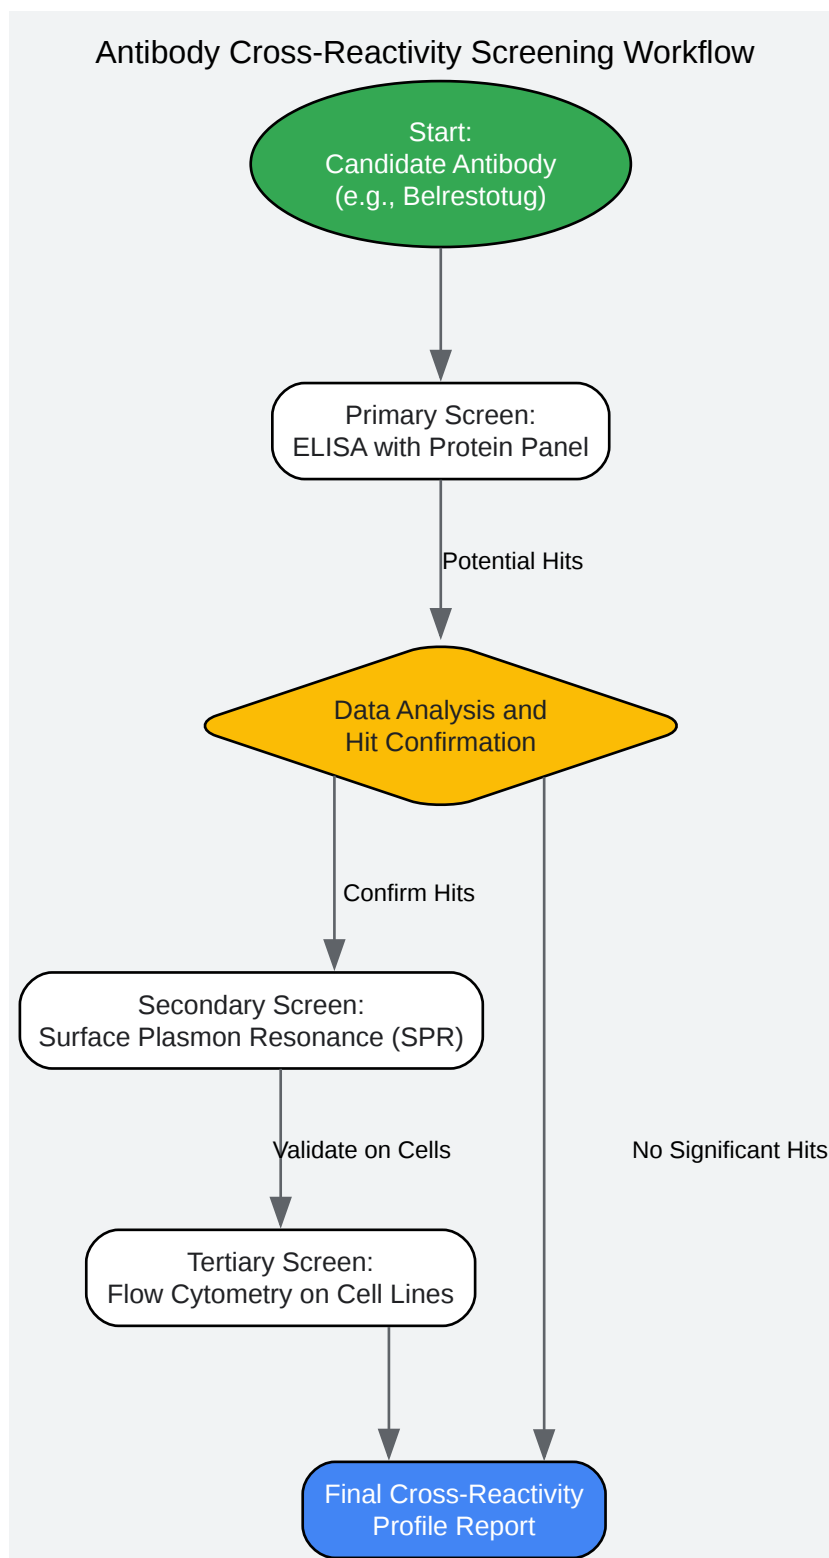 Antibody Cross-Reactivity Screening Workflow
Start:
Candidate Antibody
(e.g., Belrestotug)
Primary Screen:
ELISA with Protein Panel
Potential Hits
Data Analysis and
Hit Confirmation
Confirm Hits
Secondary Screen:
Surface Plasmon Resonance (SPR)
Validate on Cells
No Significant Hits
Tertiary Screen:
Flow Cytometry on Cell Lines
Final Cross-Reactivity
Profile Report